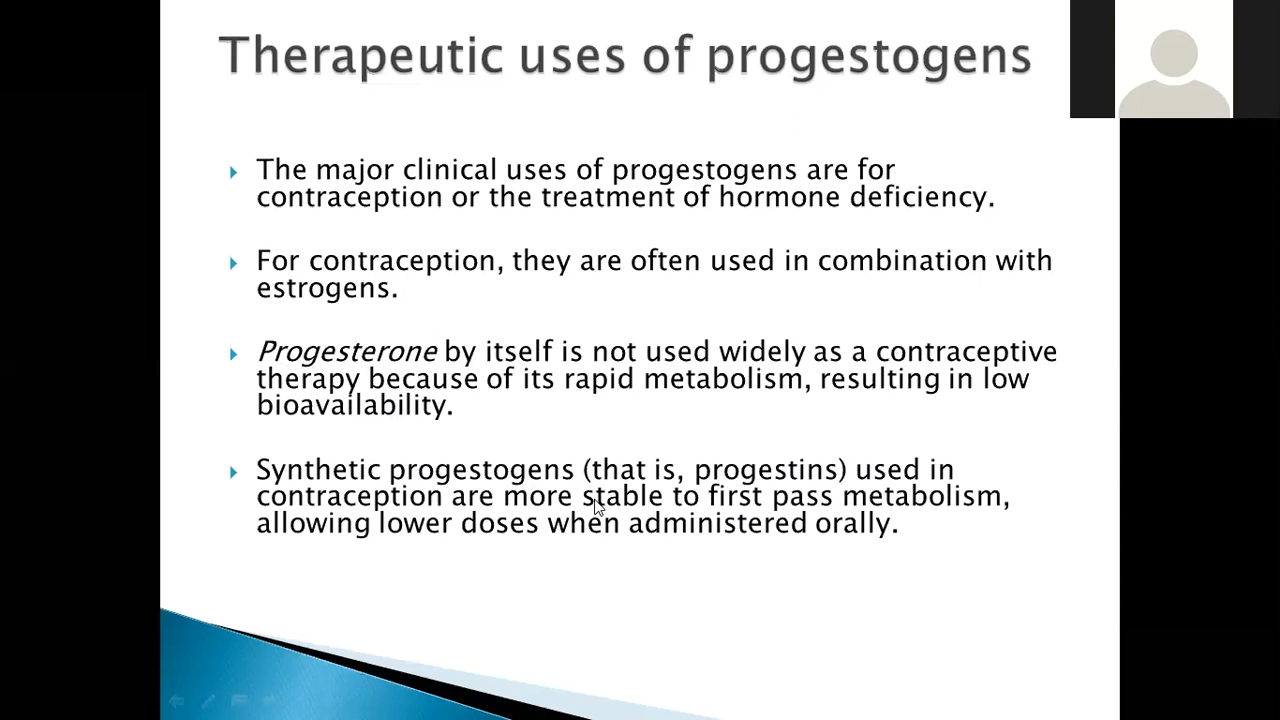 Therapeutic uses of progestogens
The major clinical uses of progestogens are for
contraception or the treatment of hormone deficiency.
For contraception, they are often used in combination with
estrogens.
Progesterone by itself is not used widely as a contraceptive
therapy because of its rapid metabolism, resulting in low
bioavailability.
Synthetic progestogens (that is, progestins) used in
contraception are more stable to first pass metabolism,
allowing lower doses when administered orally.